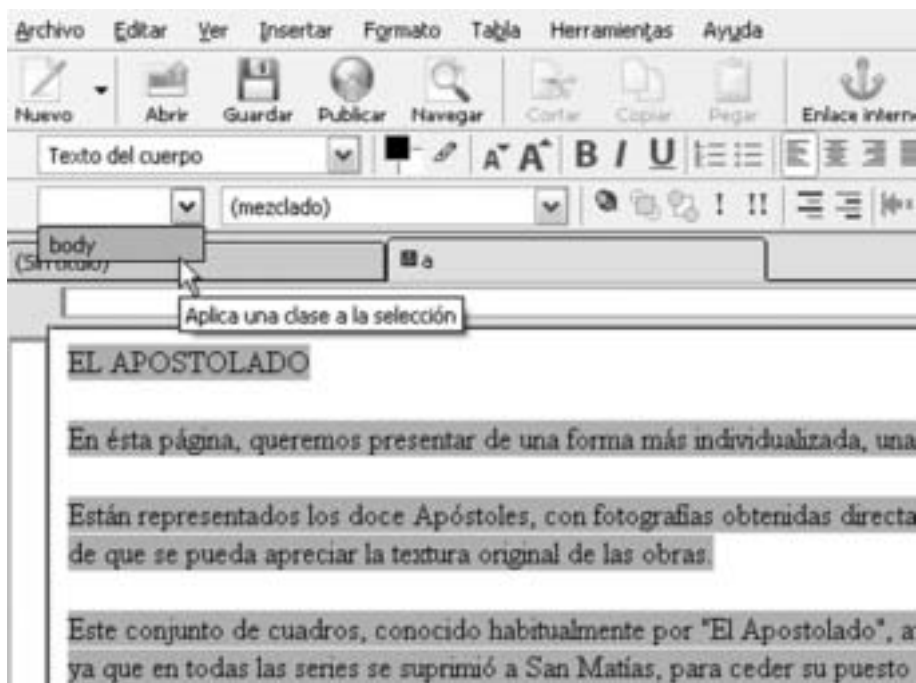 Archivo Editar Ver Insertar Formato Tabla Herramientas Ayuda
Nuevo Abrir Guardar Publicar Navegar Cortar Copiar Pegar Enlace intern
Texto del cuerpo A A B I U
(mezclado) ! !!
body
(Sin título) a
Aplica una clase a la selección
EL APOSTOLADO
En ésta página, queremos presentar de una forma más individualizada, una
Están representados los doce Apóstoles, con fotografías obtenidas directa
de que se pueda apreciar la textura original de las obras.
Este conjunto de cuadros, conocido habitualmente por "El Apostolado", a
ya que en todas las series se suprimió a San Matías, para ceder su puesto